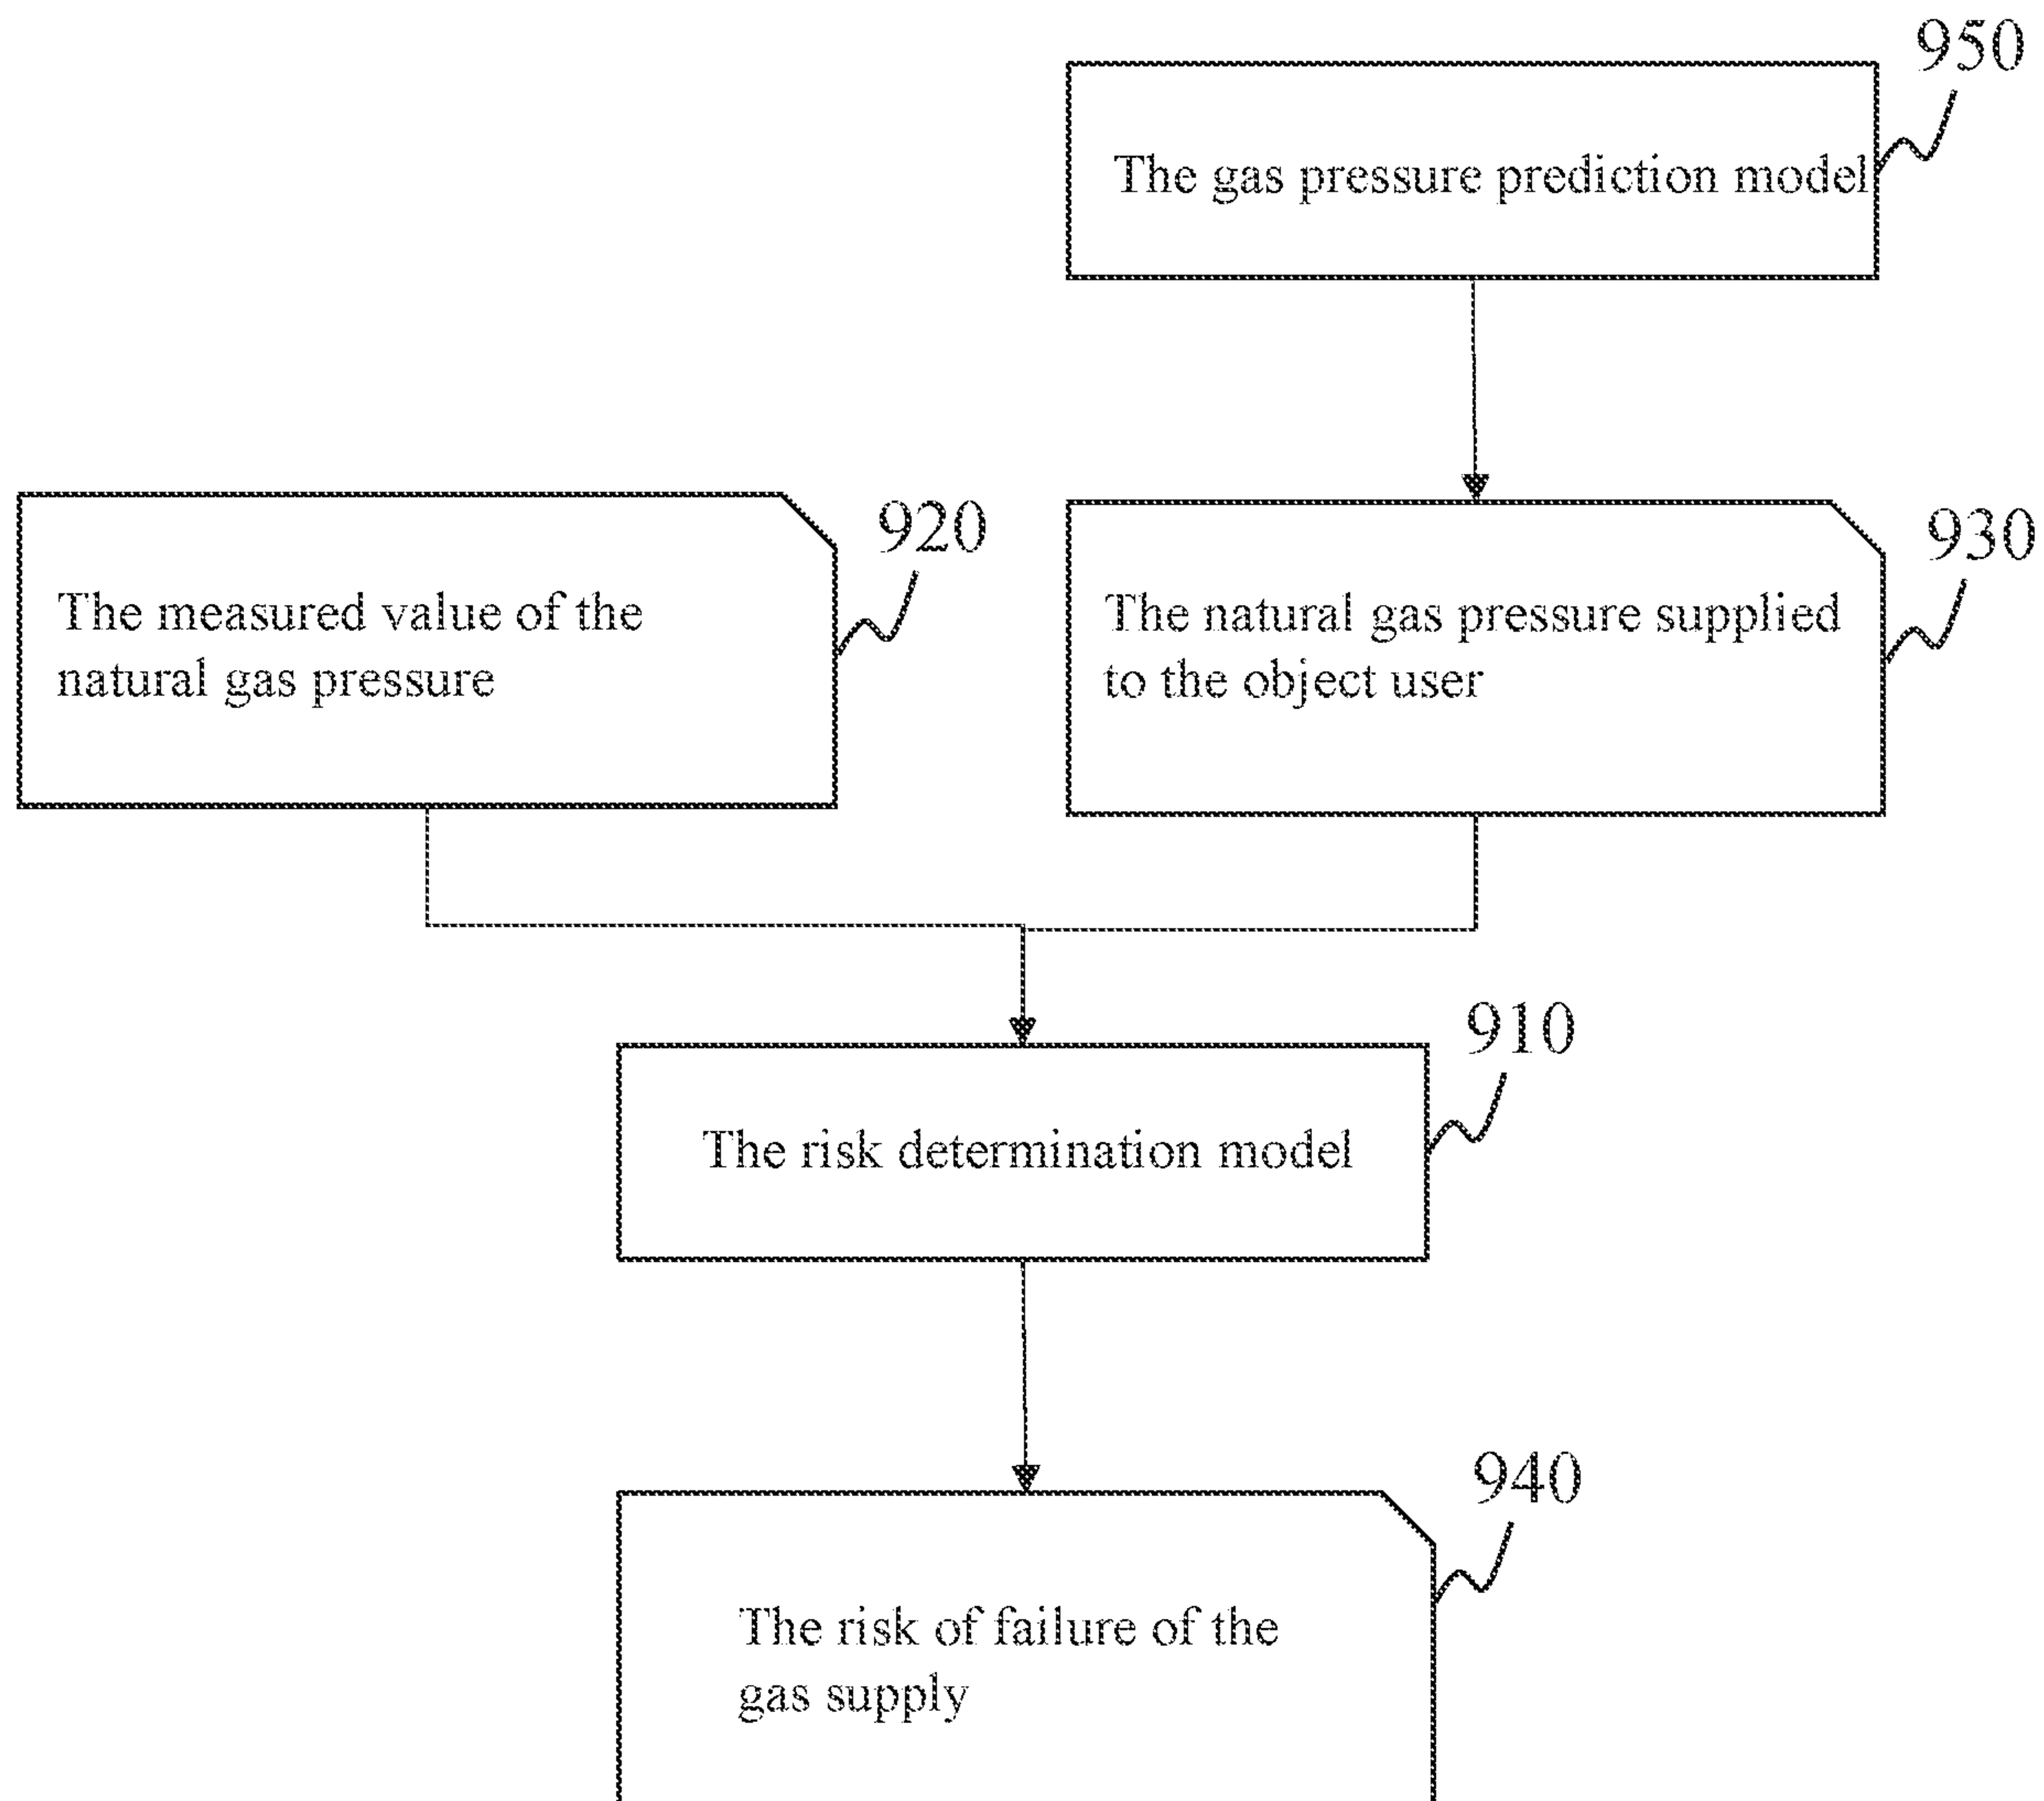 950
The gas pressure prediction model
920
930
The measured value of the
natural gas pressure
The natural gas pressure supplied
to the object user
910
The risk determination model
940
The risk of failure of the
gas supply